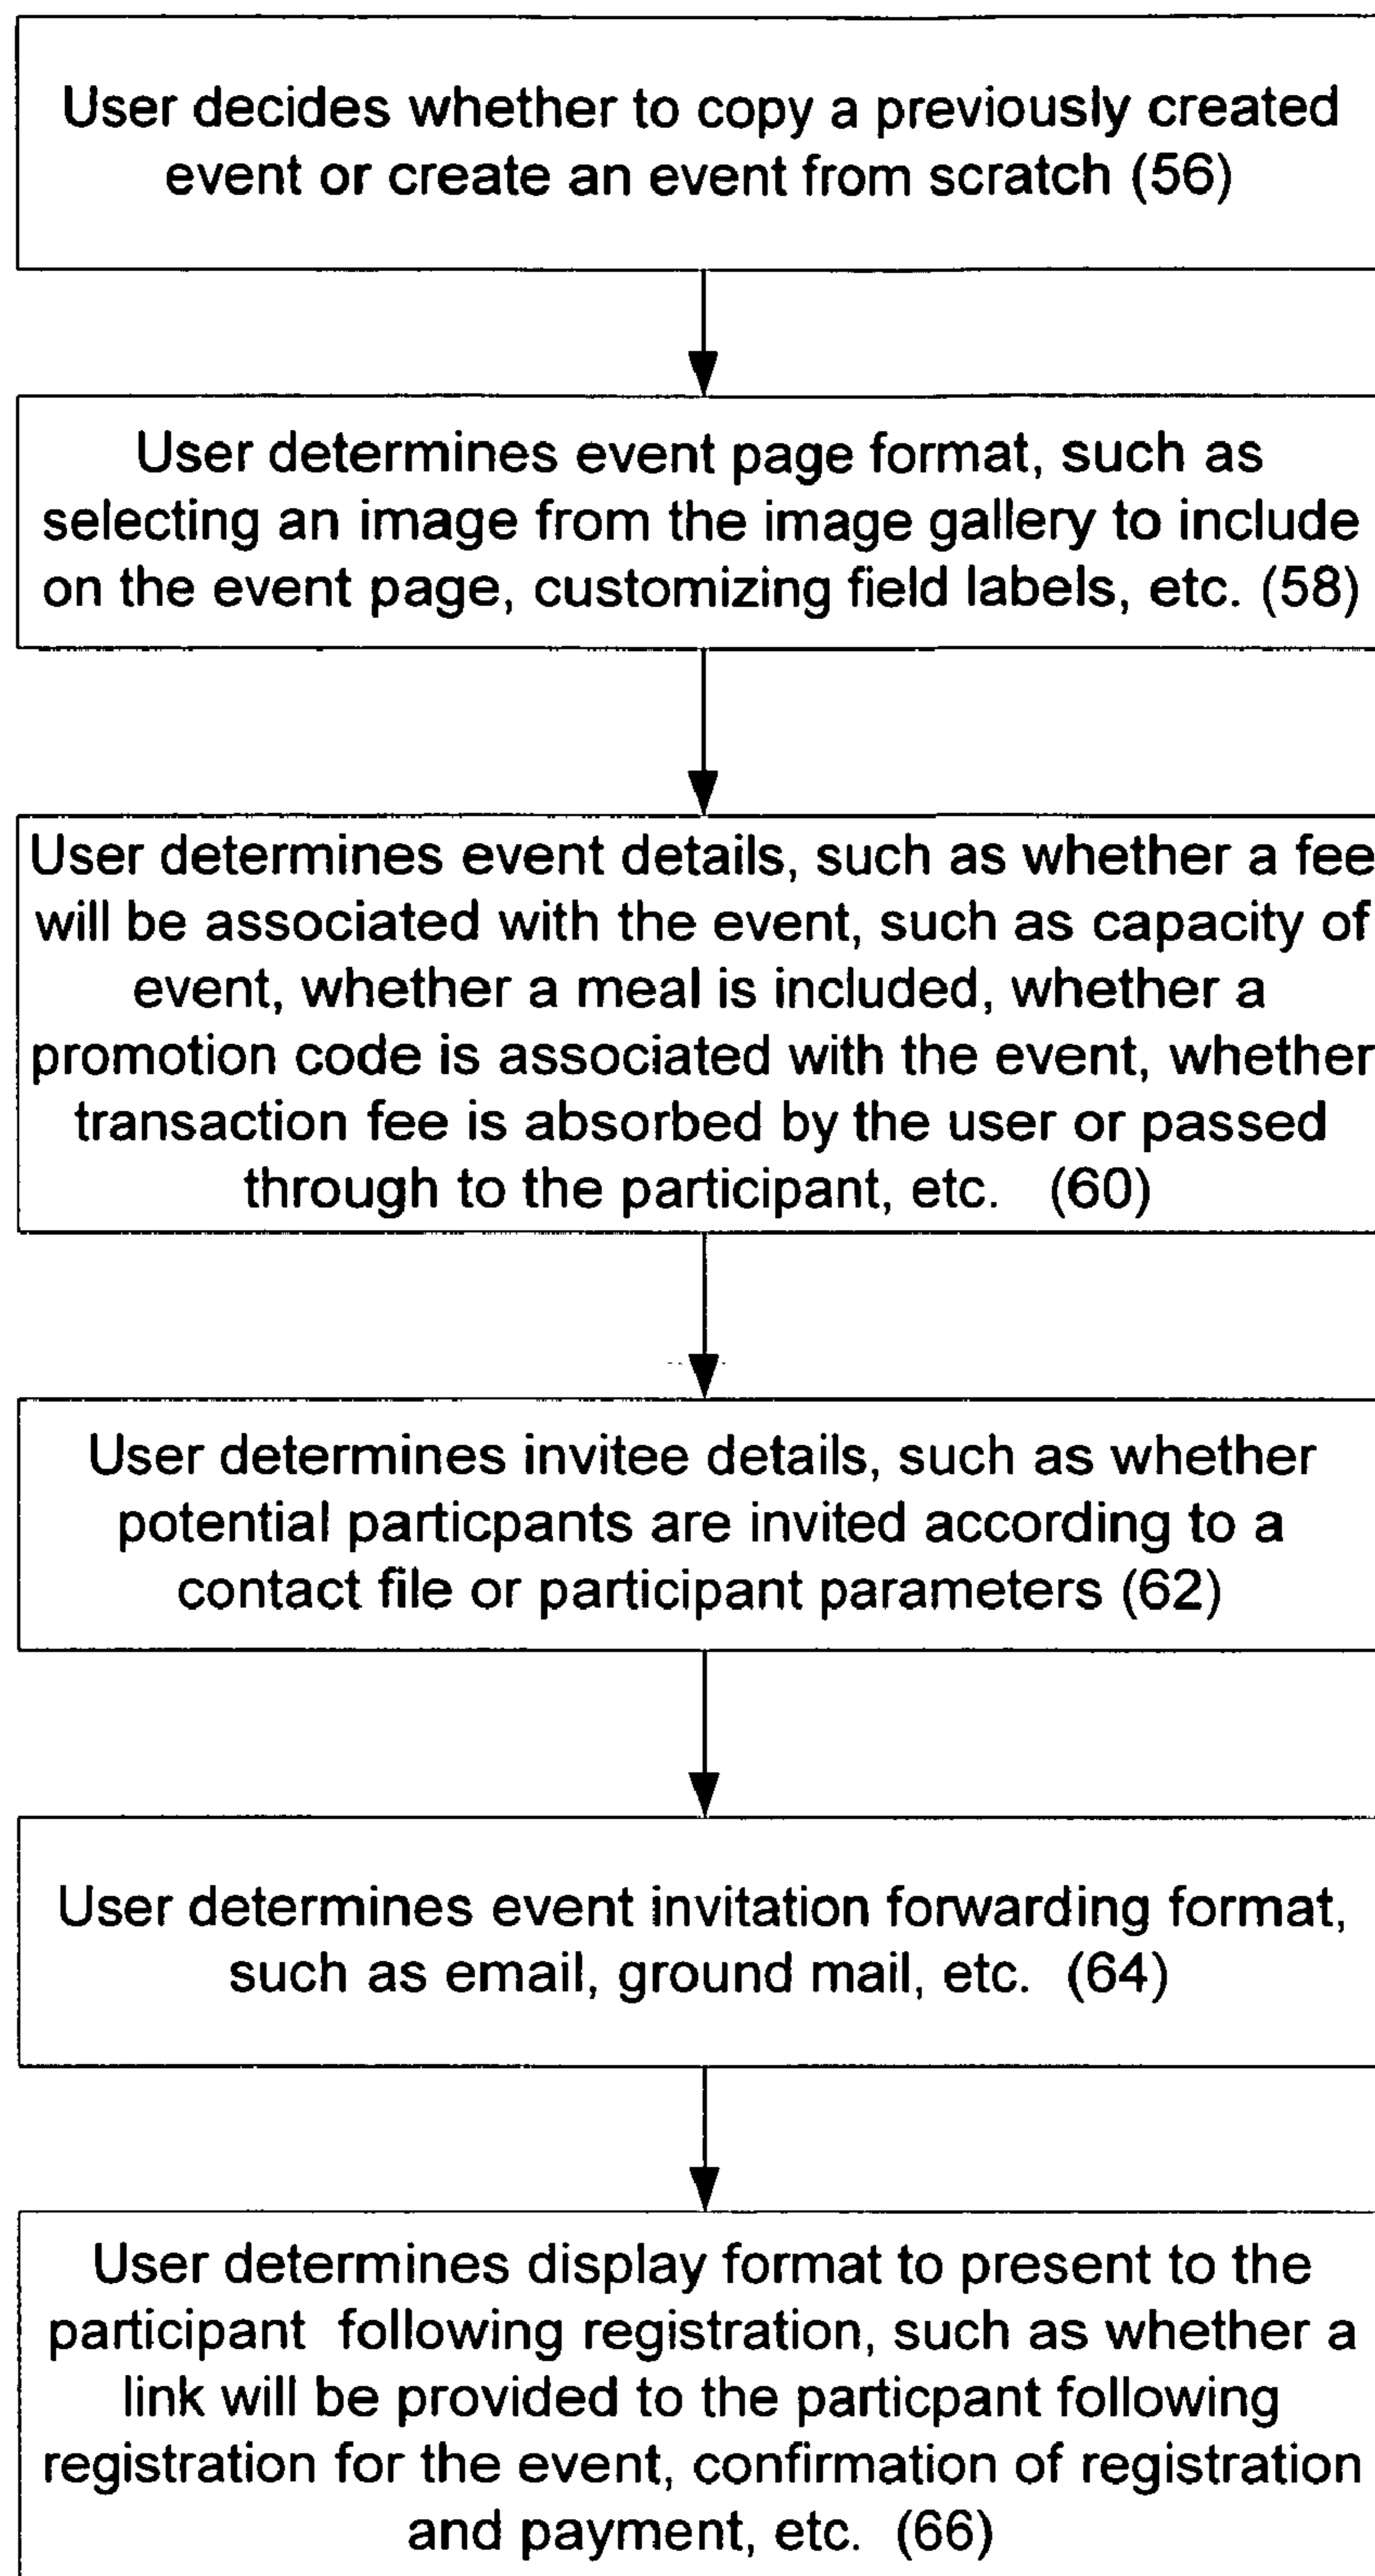 User decides whether to copy a previously created
event or create an event from scratch (56)
User determines event page format, such as
selecting an image from the image gallery to include
on the event page, customizing field labels, etc. (58)
User determines event details, such as whether a fee
will be associated with the event, such as capacity of
event, whether a meal is included, whether a
promotion code is associated with the event, whether
transaction fee is absorbed by the user or passed
through to the participant, etc. (60)
User determines invitee details, such as whether
potential particpants are invited according to a
contact file or participant parameters (62)
User determines event invitation forwarding format,
such as email, ground mail, etc. (64)
User determines display format to present to the
participant following registration, such as whether a
link will be provided to the particpant following
registration for the event, confirmation of registration
and payment, etc. (66)